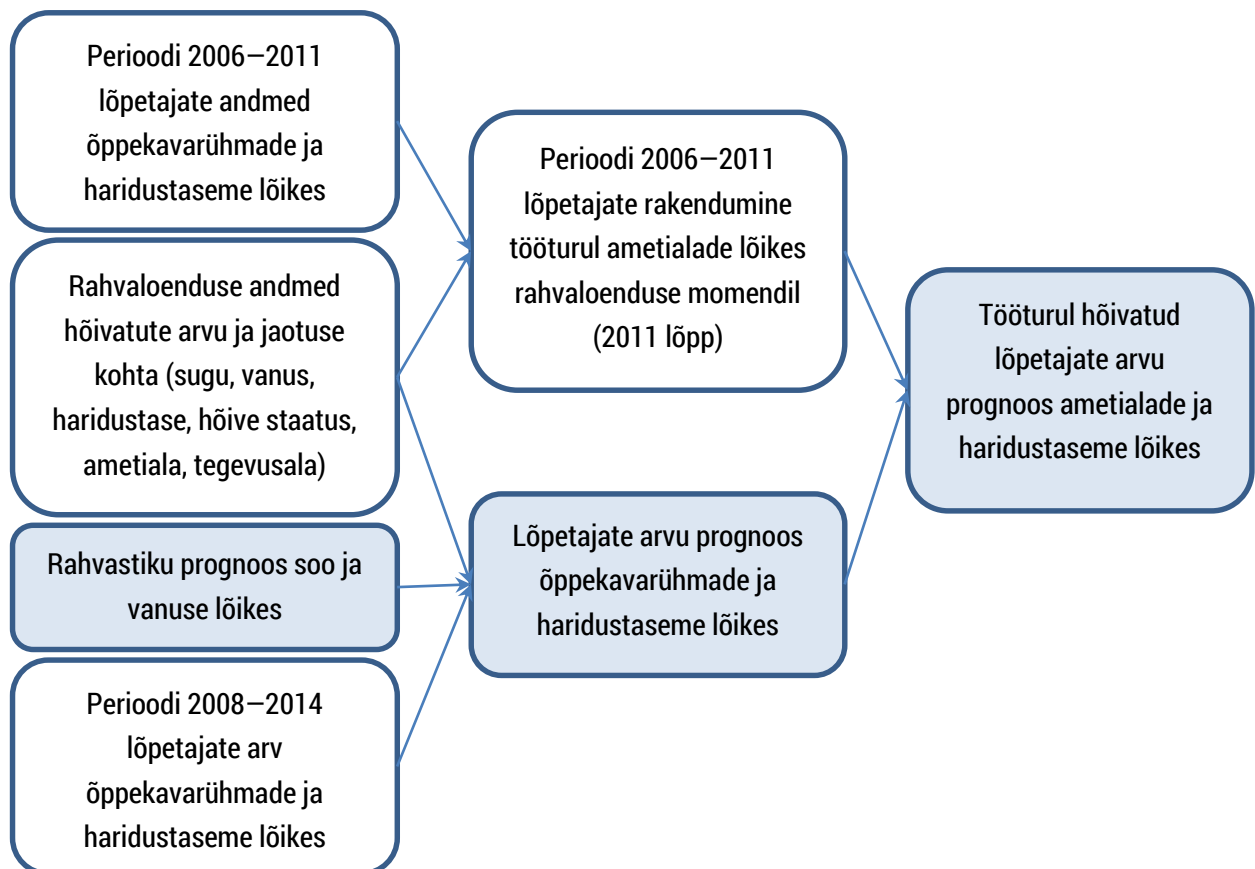 Perioodi 2006—2011
lõpetajate andmed
õppekavarühmade ja
haridustaseme lõikes
Rahvaloenduse andmed
hõivatute arvu ja jaotuse
kohta (sugu, vanus,
haridustase, hõive staatus,
ametiala, tegevusala)
Rahvastiku prognoos soo ja
vanuse lõikes
Perioodi 2008—2014
lõpetajate arv
õppekavarühmade ja
haridustaseme lõikes
Perioodi 2006—2011
lõpetajate rakendumine
tööturul ametialade lõikes
rahvaloenduse momendil
(2011 lõpp)
Lõpetajate arvu prognoos
õppekavarühmade ja
haridustaseme lõikes
Tööturul hõivatud
lõpetajate arvu
prognoos ametialade ja
haridustaseme lõikes